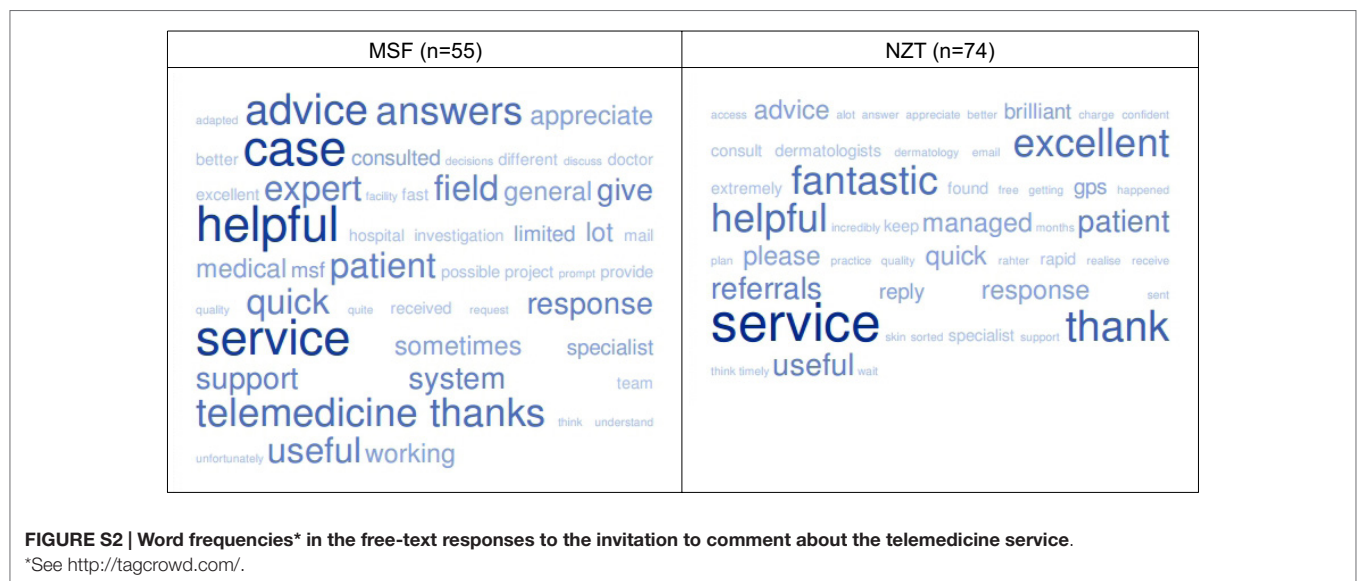 MSF (n=55)
NZT (n=74)
adapted advice answers appreciate
better case consulted decisions different discuss doctor
excellent expert facility fast field general give
helpful hospital investigation limited lot mail
medical msf patient possible project prompt provide
quality quick quite received request response
service sometimes specialist
support system team
telemedicine thanks think understand
unfortunately useful working
access advice alot answer appreciate better brilliant charge confident
consult dermatologists dermatology email excellent
extremely fantastic found free getting gps happened
helpful incredibly keep managed months patient
plan please practice quality quick rahter rapid realise receive
referrals reply response sent
service skin sorted specialist support thank
think timely useful wait
FIGURE S2 | Word frequencies* in the free-text responses to the invitation to comment about the telemedicine service.
*See http://tagcrowd.com/.